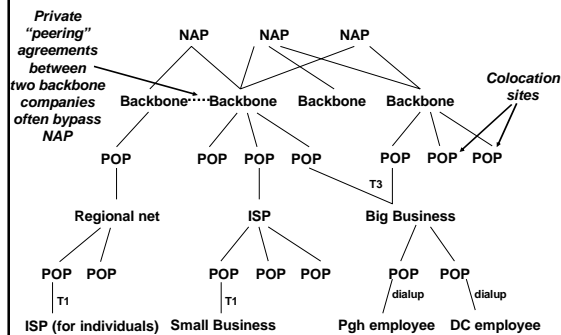 Private
“peering”
agreements
between
two backbone
companies
often bypass
NAP
NAP NAP NAP
Colocation
sites
Backbone Backbone Backbone Backbone
POP POP POP POP POP POP POP
T3
Regional net ISP Big Business
POP POP POP POP POP POP POP
T1 T1 dialup dialup
ISP (for individuals) Small Business Pgh employee DC employee